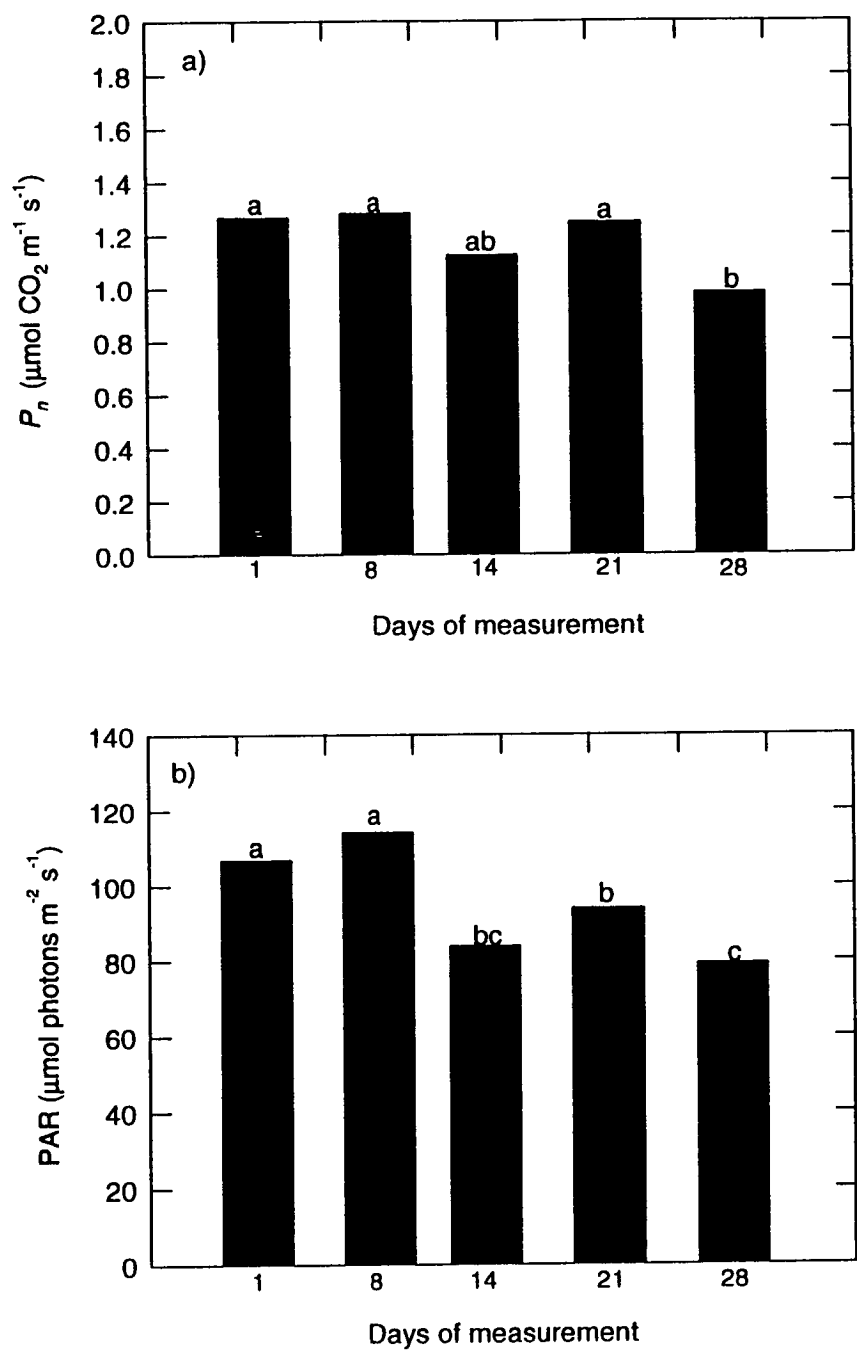 a)
2.0
1.8
1.6
1.4
1.2
1.0
0.8
0.6
0.4
0.2
0.0
Pₙ (µmol CO₂ m⁻¹ s⁻¹)
a a ab a b
1 8 14 21 28
Days of measurement
b)
140
120
100
80
60
40
20
0
PAR (µmol photons m⁻² s⁻¹)
a a bc b c
1 8 14 21 28
Days of measurement